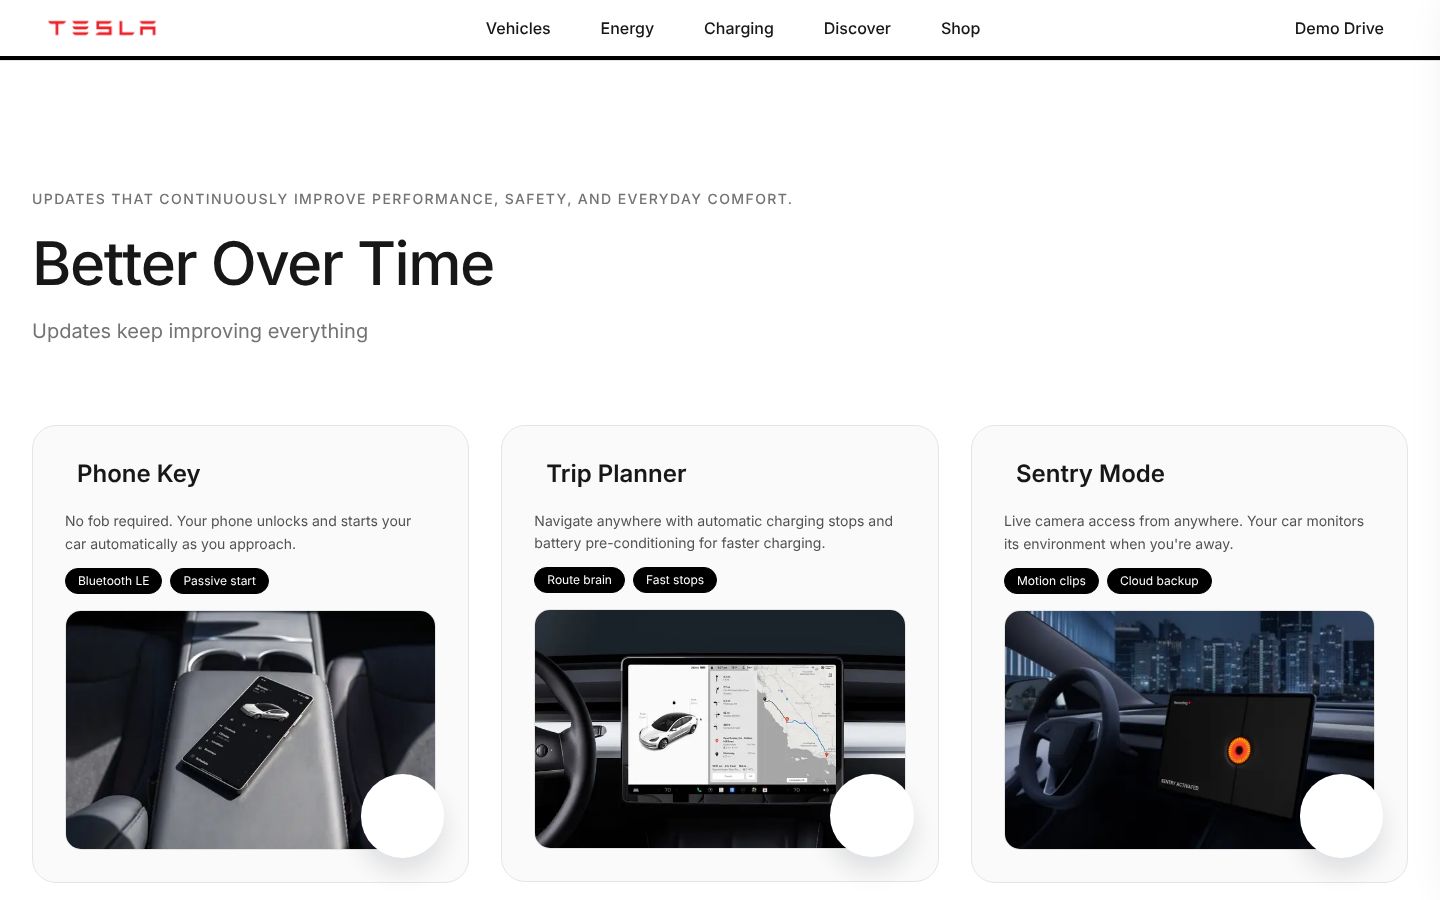 TESLA
Vehicles
Energy
Charging
Discover
Shop
Demo Drive
UPDATES THAT CONTINUOUSLY IMPROVE PERFORMANCE, SAFETY, AND EVERYDAY COMFORT.
Better Over Time
Updates keep improving everything
Phone Key
No fob required. Your phone unlocks and starts your
car automatically as you approach.
Bluetooth LE
Passive start
Trip Planner
Navigate anywhere with automatic charging stops and
battery pre-conditioning for faster charging.
Route brain
Fast stops
Sentry Mode
Live camera access from anywhere. Your car monitors
its environment when you're away.
Motion clips
Cloud backup
SENTRY ACTIVATED